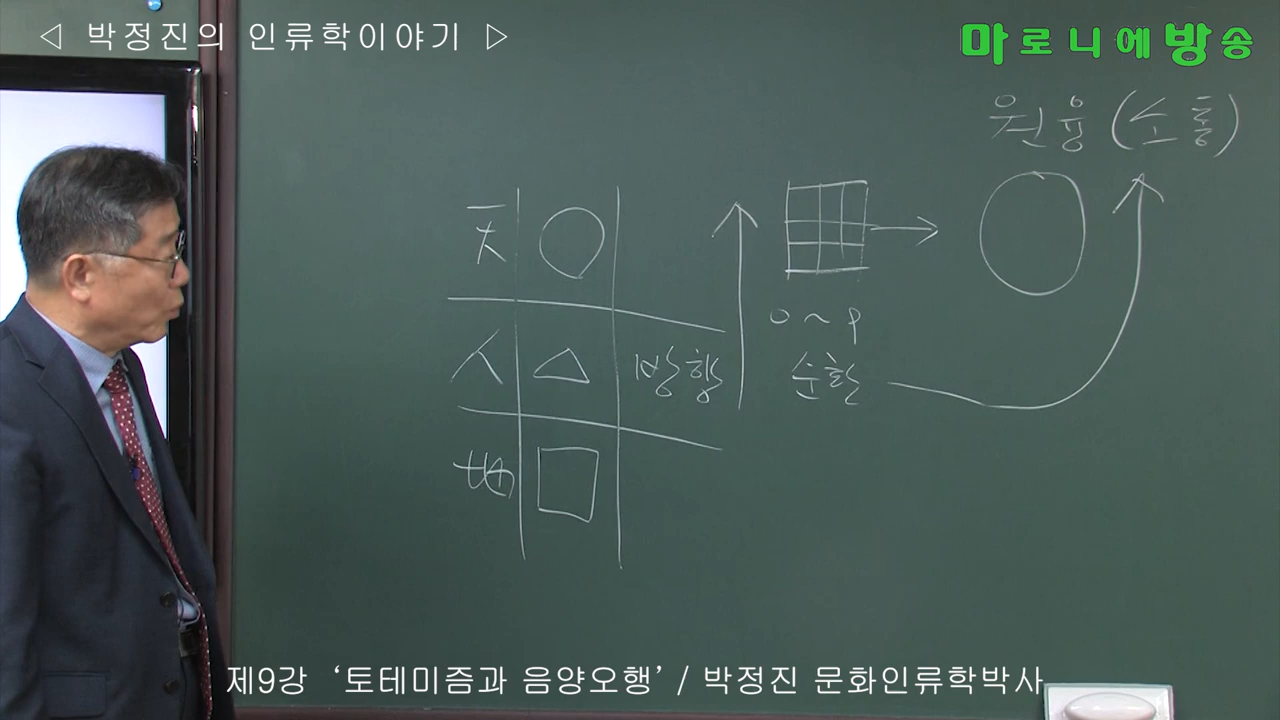 ◁ 박정진의 인류학이야기 ▷
마로니에방송
원융 (소통)
天
人
방향
地
0 ~ 9
순환
제9강 ‘토테미즘과 음양오행’ / 박정진 문화인류학박사